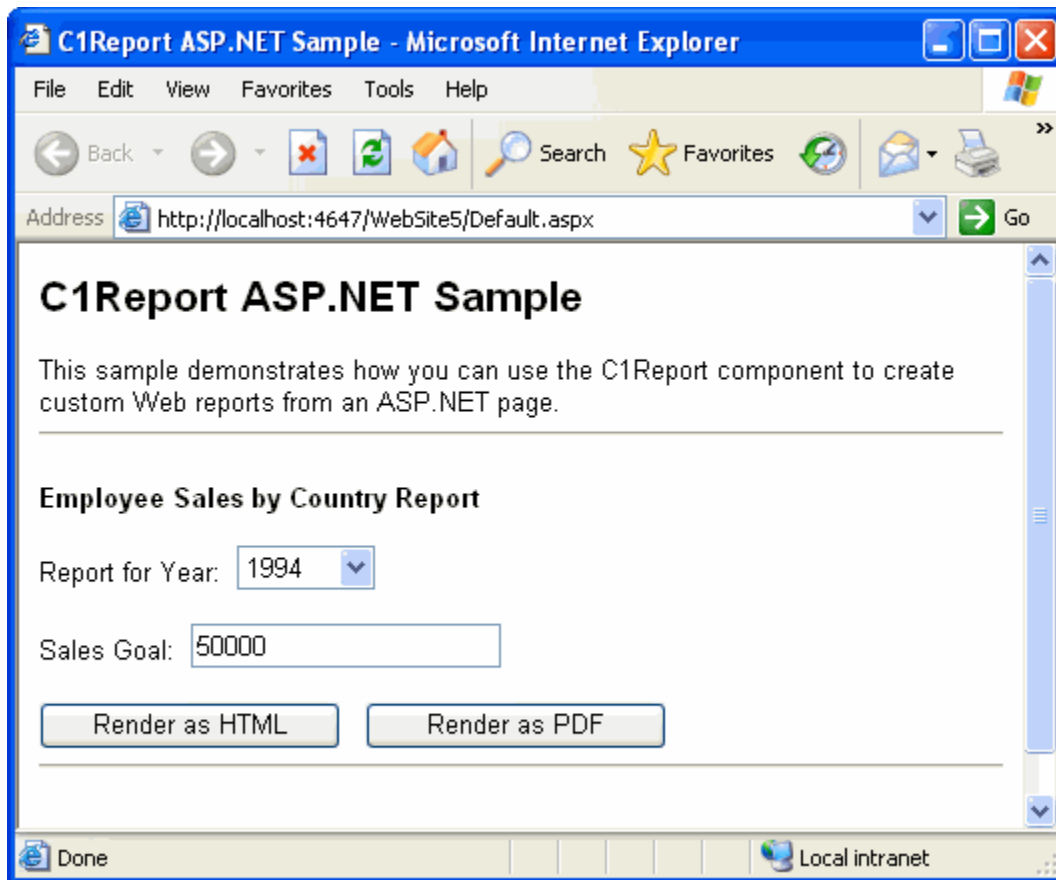 C1Report ASP.NET Sample - Microsoft Internet Explorer
File Edit View Favorites Tools Help
Back Search Favorites »
Address http://localhost:4647/WebSite5/Default.aspx Go
C1Report ASP.NET Sample
This sample demonstrates how you can use the C1Report component to create
custom Web reports from an ASP.NET page.
Employee Sales by Country Report
Report for Year: 1994
Sales Goal: 50000
Render as HTML Render as PDF
Done Local intranet